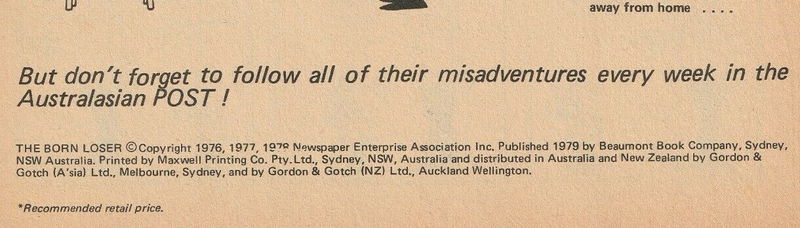 away from home . . . .
But don't forget to follow all of their misadventures every week in the
Australasian POST !
THE BORN LOSER ©Copyright 1976, 1977, 1978 Newspaper Enterprise Association Inc. Published 1979 by Beaumont Book Company, Sydney,
NSW Australia. Printed by Maxwell Printing Co. Pty.Ltd., Sydney, NSW, Australia and distributed in Australia and New Zealand by Gordon &
Gotch (A'sia) Ltd., Melbourne, Sydney, and by Gordon & Gotch (NZ) Ltd., Auckland Wellington.
*Recommended retail price.